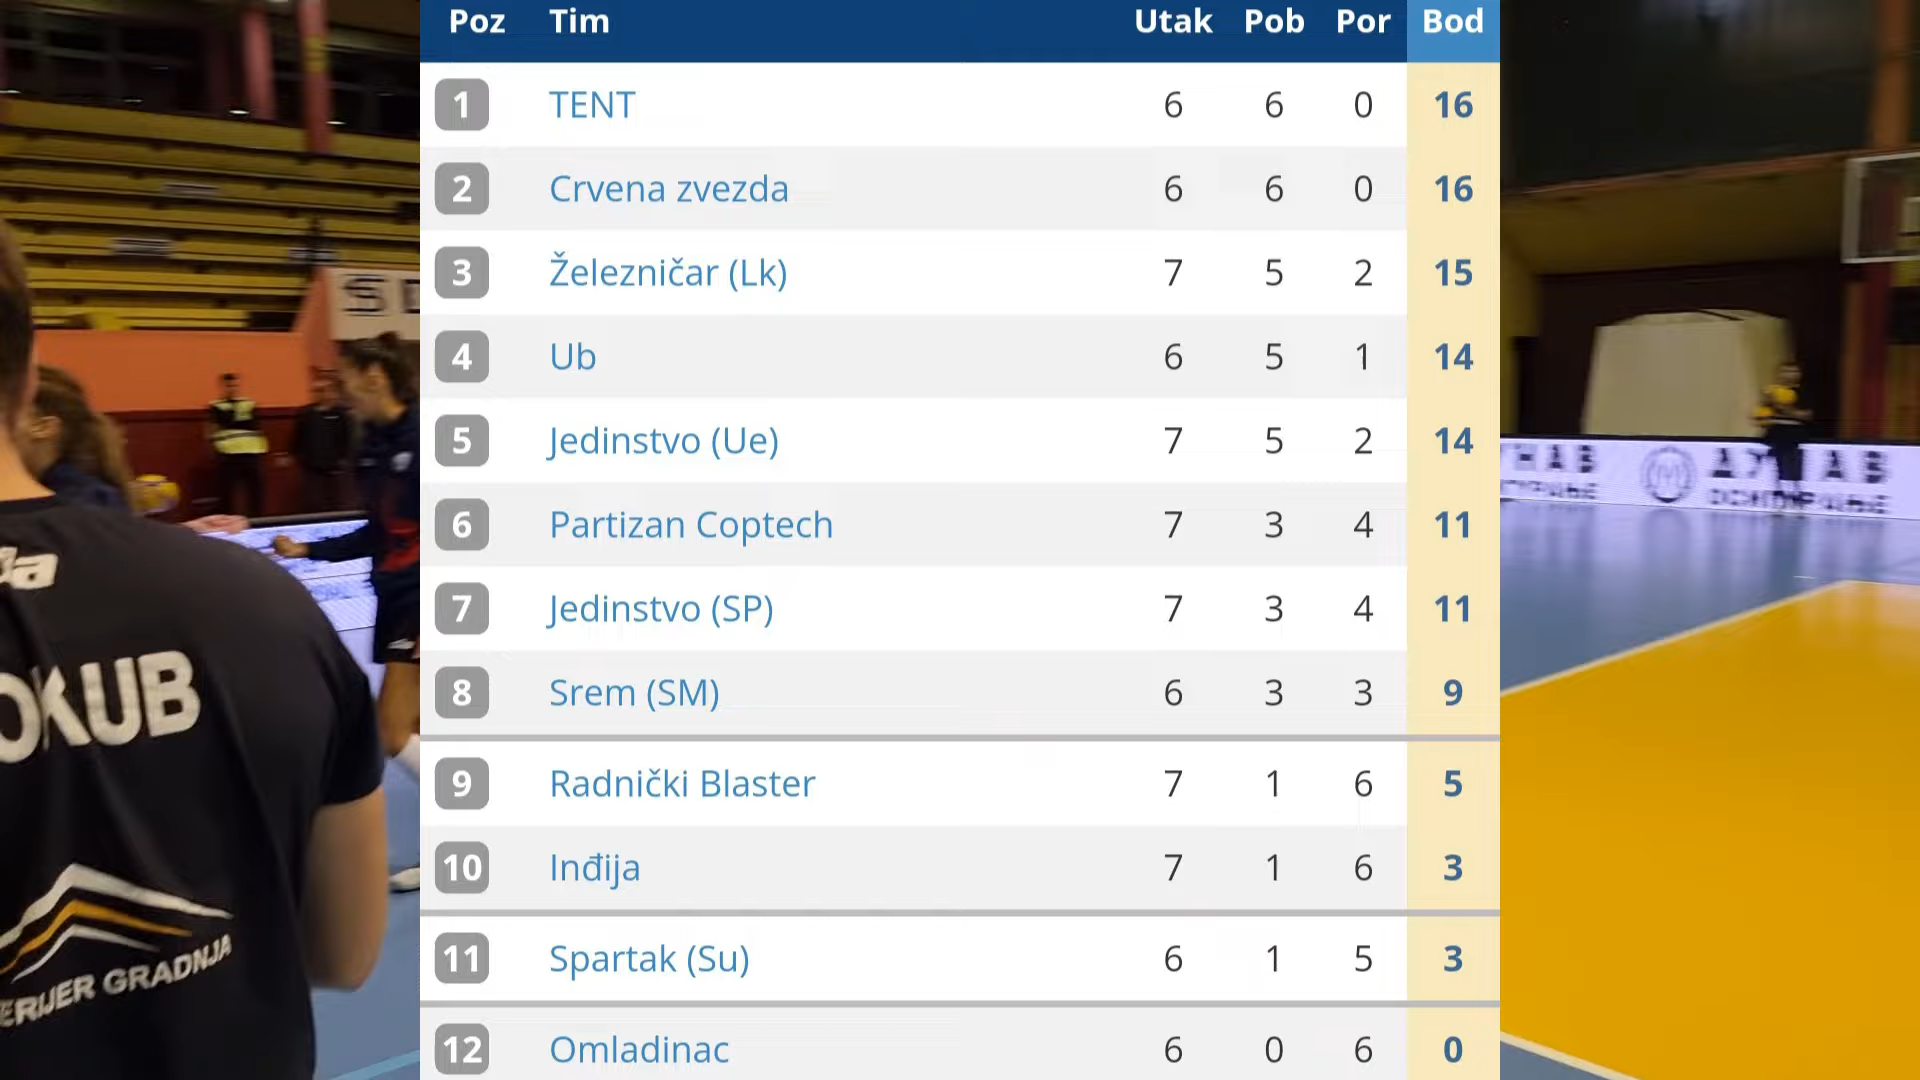 Poz Tim Utak Pob Por Bod
1 TENT 6 6 0 16
2 Crvena zvezda 6 6 0 16
3 Železničar (Lk) 7 5 2 15
4 Ub 6 5 1 14
5 Jedinstvo (Ue) 7 5 2 14
6 Partizan Coptech 7 3 4 11
7 Jedinstvo (SP) 7 3 4 11
8 Srem (SM) 6 3 3 9
9 Radnički Blaster 7 1 6 5
10 Inđija 7 1 6 3
11 Spartak (Su) 6 1 5 3
12 Omladinac 6 0 6 0
OKUB
ERIJER GRADNJA